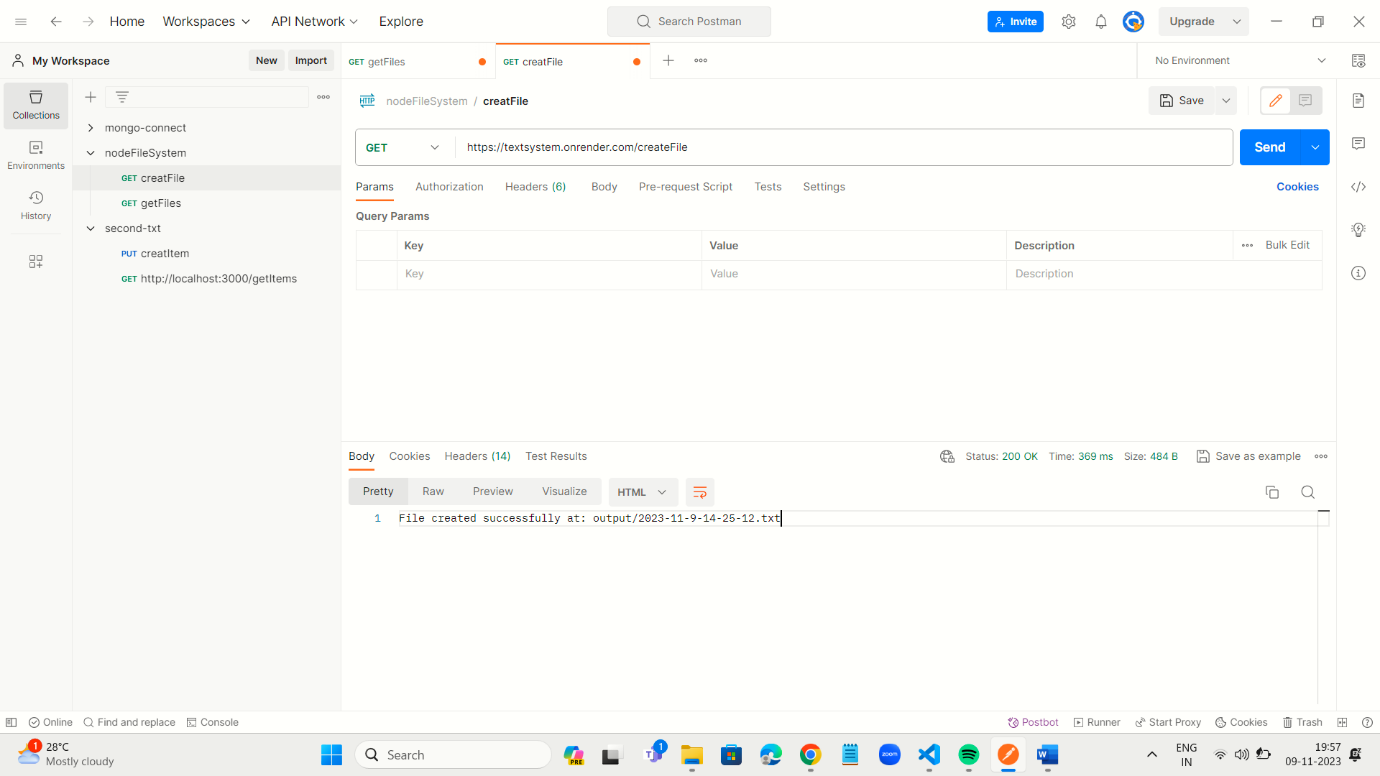 Home Workspaces API Network Explore Search Postman Invite Upgrade
My Workspace New Import GET getFiles GET creatFile No Environment
Collections
Environments
History
mongo-connect
nodeFileSystem
GET creatFile
GET getFiles
second-txt
PUT creatItem
GET http://localhost:3000/getItems
HTTP nodeFileSystem / creatFile Save
GET https://textsystem.onrender.com/createFile Send
Params Authorization Headers (6) Body Pre-request Script Tests Settings Cookies
Query Params
Key Value Description Bulk Edit
Key Value Description
Body Cookies Headers (14) Test Results Status: 200 OK Time: 369 ms Size: 484 B Save as example
Pretty Raw Preview Visualize HTML
1 File created successfully at: output/2023-11-9-14-25-12.txt
Online Find and replace Console Postbot Runner Start Proxy Cookies Trash
1 28°C
Mostly cloudy
Search
PRE
1
zoom
ENG
IN
19:57
09-11-2023